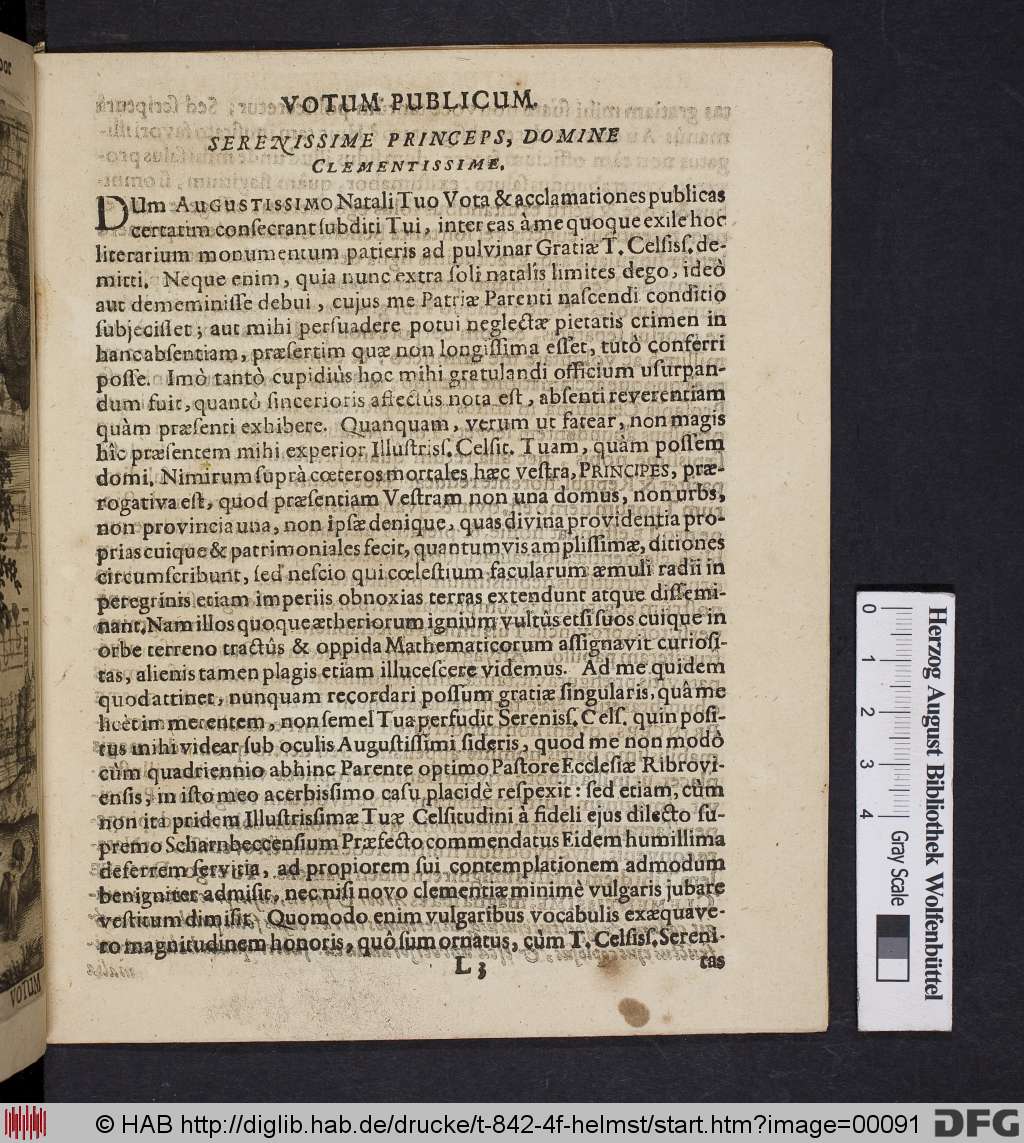 VOTUM PUBLICUM.
SERENISSIME PRINCEPS, DOMINE
CLEMENTISSIME.
DUm AUGUSTISSIMO Natali Tuo Vota & acclamationes publicas
certatim conſecrant ſubditi Tui, inter eas à me quoque exile hoc
literarium monumentum patieris ad pulvinar Gratiæ T. Celſisſ. de-
mitti. Neque enim, quia nunc extra ſoli natalis limites dego, ideò
aut dememiniſſe debui, cujus me Patriæ Parenti naſcendi conditio
ſubjeciſſet; aut mihi perſuadere potui neglectæ pietatis crimen in
hanc abſentiam, præſertim quæ non longiſſima eſſet, tutò conferri
poſſe. Imò tantò cupidiùs hoc mihi gratulandi officium uſurpan-
dum fuit, quantò ſincerioris affectûs nota eſt, abſenti reverentiam
quàm præſenti exhibere. Quanquam, verum ut fatear, non magis
hîc præſentem mihi experior Illuſtrisſ. Celſit. Tuam, quàm poſſem
domi. Nimirum ſuprà cœteros mortales hæc veſtra, PRINCIPES, præ-
rogativa eſt, quod præſentiam Veſtram non una domus, non urbs,
non provincia una, non ipſæ denique, quas divina providentia pro-
prias cuique & patrimoniales fecit, quantumvis ampliſſimæ, ditiones
circumſcribunt, ſed neſcio qui cœleſtium facularum æmuli radii in
peregrinis etiam imperiis obnoxias terras extendunt atque diſſemi-
nant. Nam illos quoque ætheriorum ignium vultûs etſi ſuos cuique in
orbe terreno tractûs & oppida Mathematicorum aſſignavit curioſi-
tas, alienis tamen plagis etiam illuceſcere videmus. Ad me quidem
quod attinet, nunquam recordari poſſum gratiæ ſingularis, quâ me
licèt im merentem, non ſemel Tua perfudit Serenisſ. Celſ. quin poſi-
tus mihi videar ſub oculis Auguſtiſſimi ſideris, quod me non modò
cùm quadriennio abhinc Parente optimo Paſtore Eccleſiæ Ribrovi-
enſis, in iſto meo acerbiſſimo caſu placidè reſpexit: ſed etiam, cùm
non ita pridem Illuſtriſſimæ Tuæ Celſitudini à fideli ejus dilecto ſu-
premo Scharnbeccenſium Præfecto commendatus Eidem humillima
deferrem ſervitia, ad propiorem ſui contemplationem admodum
benigniter admiſit, nec niſi novo clementiæ minimè vulgaris jubare
veſtitum dimiſit. Quomodo enim vulgaribus vocabulis exæquave-
ro magnitudinem honoris, quô ſum ornatus, cùm T. Celſisſ. Sereni-
L 3
tas
VOTUM
Herzog August Bibliothek Wolfenbüttel
0 1 2 3 4
Gray Scale
© HAB http://diglib.hab.de/drucke/t-842-4f-helmst/start.htm?image=00091
DFG